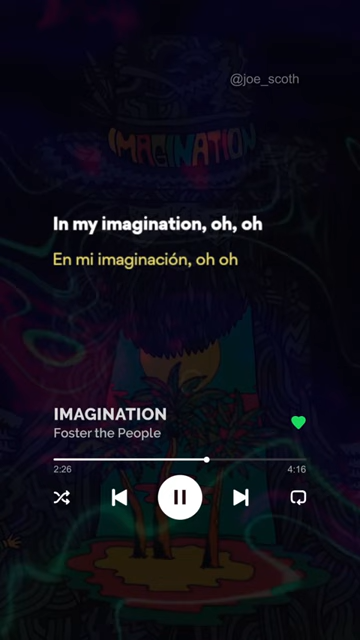 @joe_scoth
IMAGINATION
In my imagination, oh, oh
En mi imaginación, oh oh
IMAGINATION
Foster the People
2:26
4:16